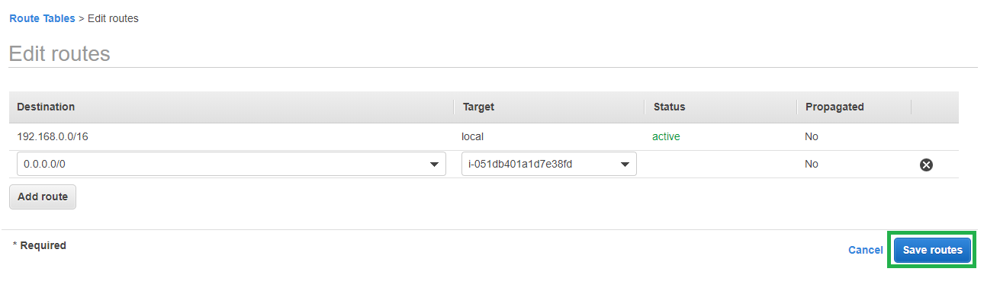 Route Tables > Edit routes
Edit routes
Destination Target Status Propagated
192.168.0.0/16 local active No
0.0.0.0/0 i-051db401a1d7e38fd No
Add route
* Required
Cancel Save routes